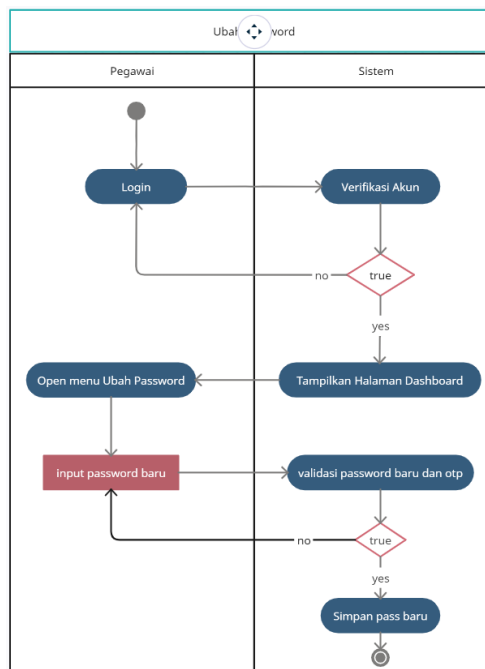 Ubah
Pegawai
Sistem
Login
Verifikasi Akun
no
true
yes
Open menu Ubah Password
Tampilkan Halaman Dashboard
input password baru
validasi password baru dan otp
no
true
yes
Simpan pass baru